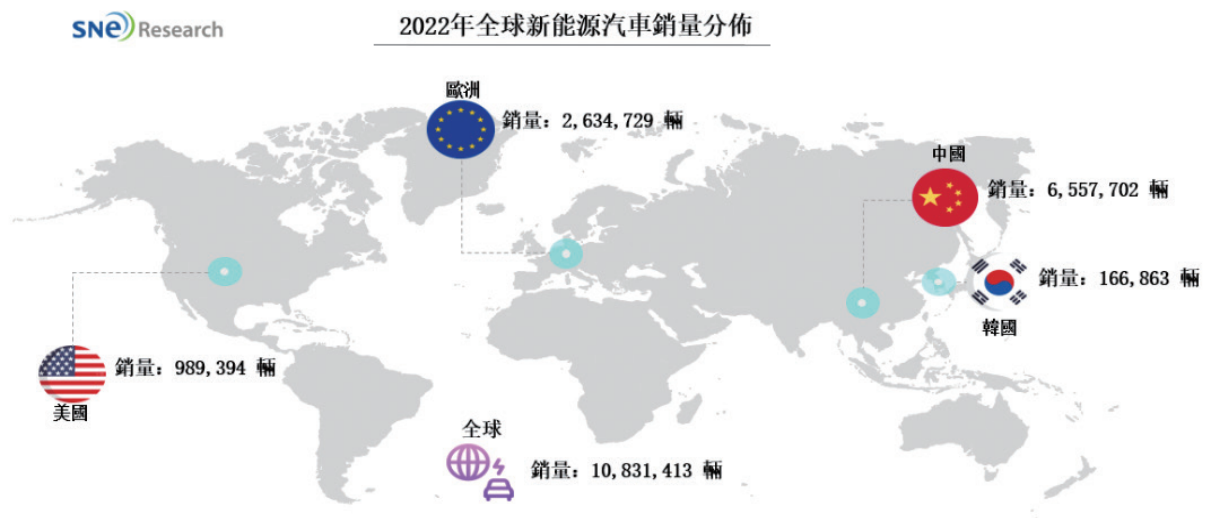 SNe Research
2022年全球新能源汽車銷量分佈
歐洲
銷量：2,634,729 輛
中國
銷量：6,557,702 輛
銷量：166,863 輛
韓國
銷量：989,394 輛
美國
全球
銷量：10,831,413 輛